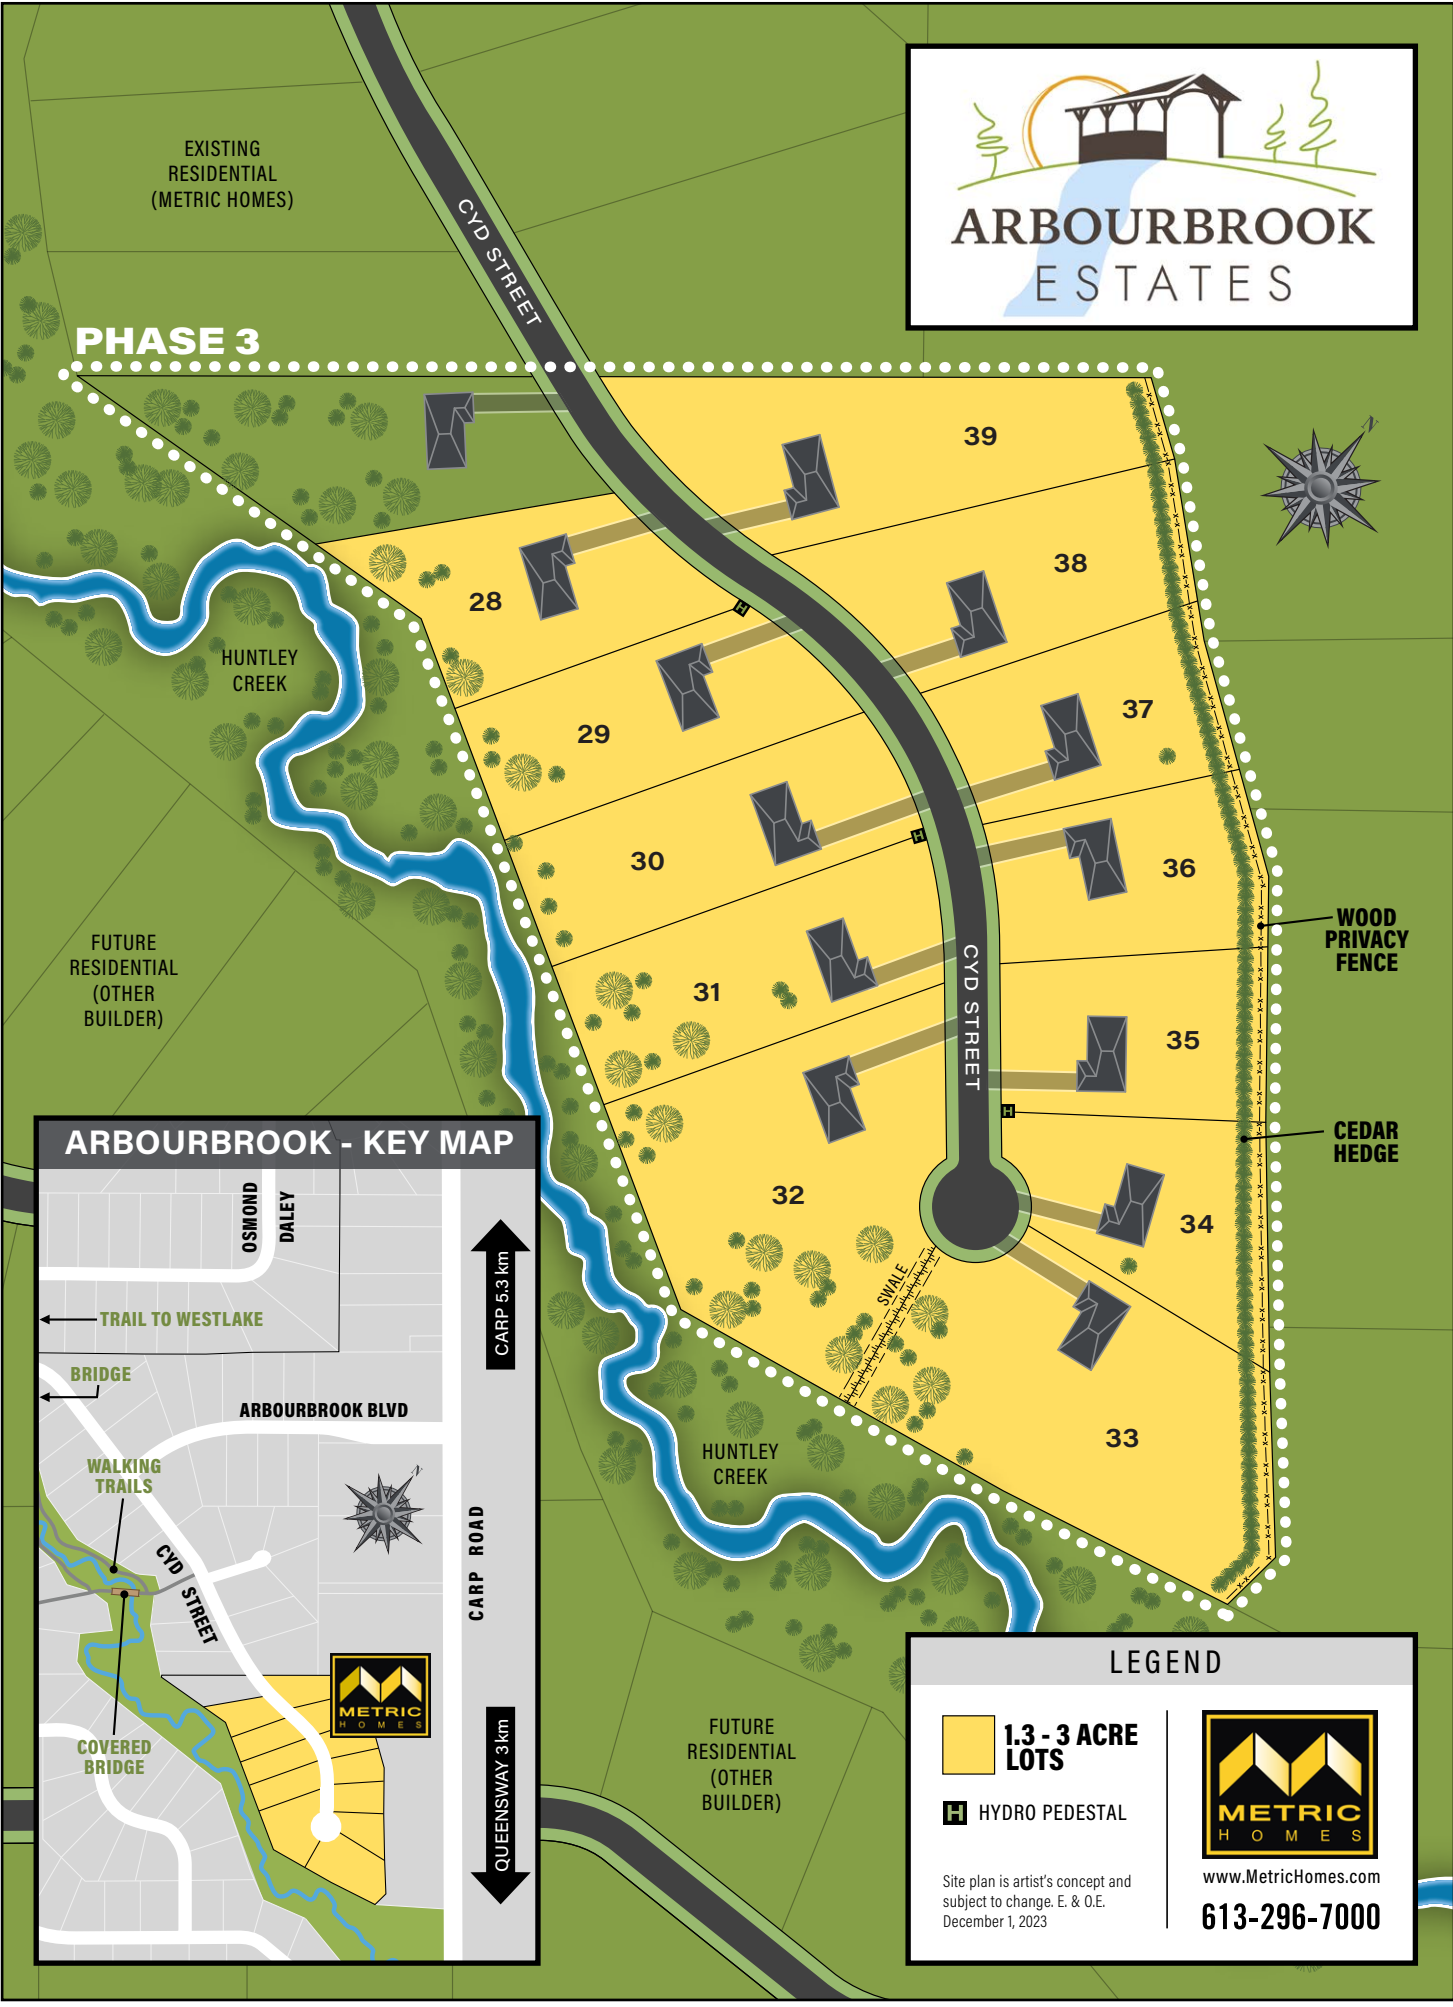 EXISTING
RESIDENTIAL
(METRIC HOMES)
CYD STREET
ARBOURBROOK
ESTATES
PHASE 3
N
39
38
28
HUNTLEY
CREEK
H
37
29
30
H
36
WOOD
PRIVACY
FENCE
FUTURE
RESIDENTIAL
(OTHER
BUILDER)
31
CYD STREET
35
H
CEDAR
HEDGE
32
34
SWALE
33
HUNTLEY
CREEK
FUTURE
RESIDENTIAL
(OTHER
BUILDER)
ARBOURBROOK - KEY MAP
OSMOND
DALEY
CARP 5.3 km
TRAIL TO WESTLAKE
BRIDGE
ARBOURBROOK BLVD
WALKING
TRAILS
N
CYD STREET
CARP ROAD
METRIC
HOMES
COVERED
BRIDGE
QUEENSWAY 3 km
LEGEND
1.3 - 3 ACRE
LOTS
H HYDRO PEDESTAL
Site plan is artist's concept and
subject to change. E. & O.E.
December 1, 2023
METRIC
HOMES
www.MetricHomes.com
613-296-7000